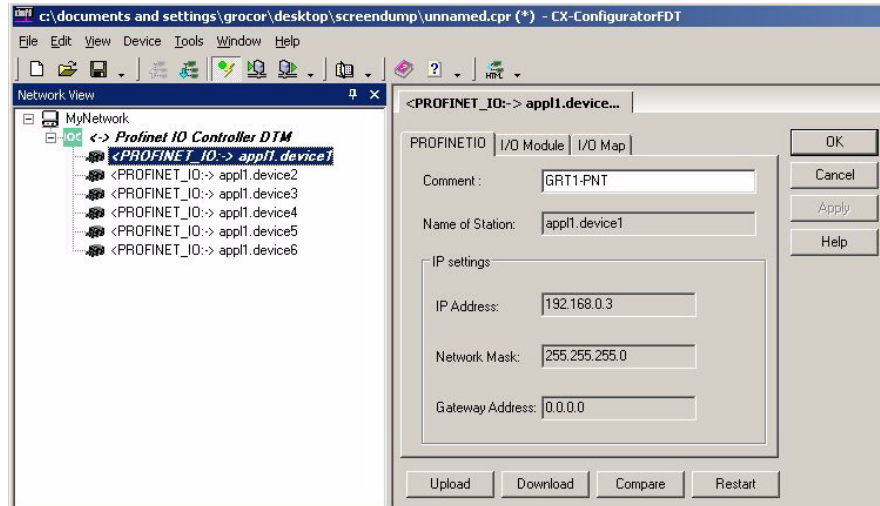 c:\documents and settings\grocor\desktop\screendump\unnamed.cpr (*) - CX-ConfiguratorFDT
File Edit View Device Tools Window Help
Network View
MyNetwork
<-> Profinet IO Controller DTM
<PROFINET_IO:-> appl1.device1
<PROFINET_IO:-> appl1.device2
<PROFINET_IO:-> appl1.device3
<PROFINET_IO:-> appl1.device4
<PROFINET_IO:-> appl1.device5
<PROFINET_IO:-> appl1.device6
<PROFINET_IO:-> appl1.device...
PROFINETIO I/O Module I/O Map
Comment : GRT1-PNT
Name of Station: appl1.device1
IP settings
IP Address: 192.168.0.3
Network Mask: 255.255.255.0
Gateway Address: 0.0.0.0
Upload Download Compare Restart
OK
Cancel
Apply
Help